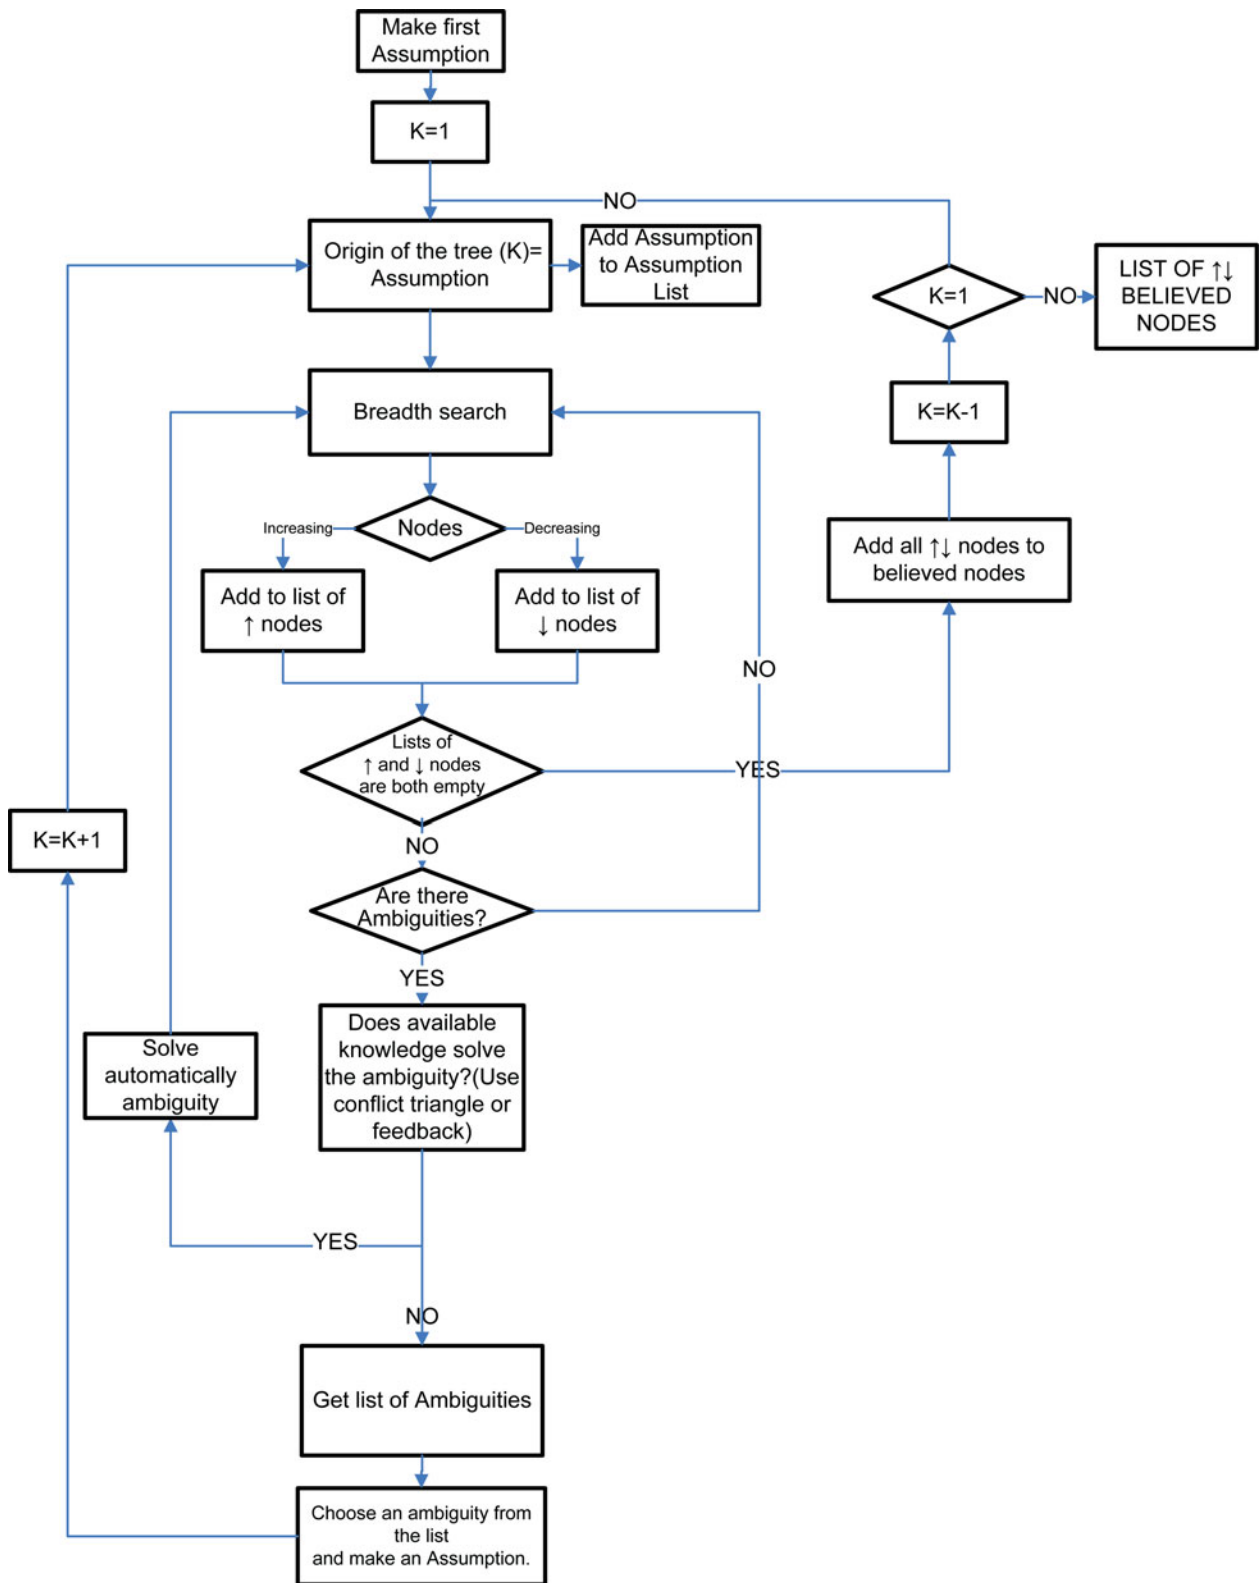 Make first
Assumption
K=1
NO
Origin of the tree (K)=
Assumption
Add Assumption
to Assumption
List
K=1
NO
LIST OF ↑↓
BELIEVED
NODES
Breadth search
K=K-1
Increasing
Nodes
Decreasing
Add all ↑↓ nodes to
believed nodes
Add to list of
↑ nodes
Add to list of
↓ nodes
NO
Lists of
↑ and ↓ nodes
are both empty
YES
K=K+1
NO
Are there
Ambiguities?
YES
Does available
knowledge solve
the ambiguity?(Use
conflict triangle or
feedback)
Solve
automatically
ambiguity
YES
NO
Get list of Ambiguities
Choose an ambiguity from
the list
and make an Assumption.